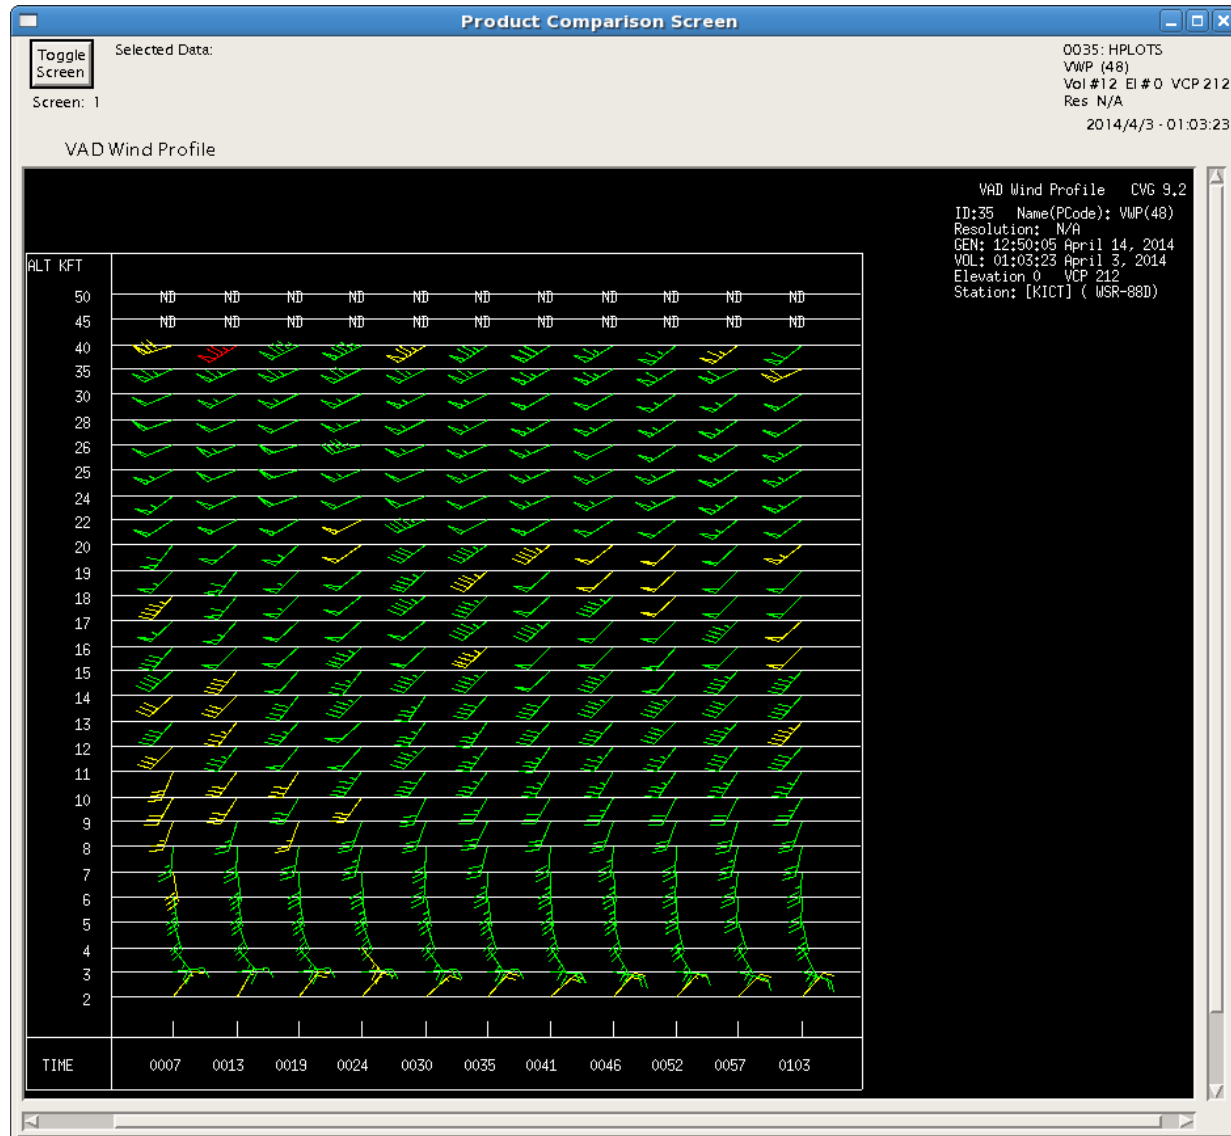 Product Comparison Screen
Toggle
Screen
Selected Data:
Screen: 1
0035: HPLOTS
VWP (48)
Vol #12 El # 0 VCP 212
Res N/A
2014/4/3 - 01:03:23
VAD Wind Profile
VAD Wind Profile CVG 9.2
ID:35 Name(PCode): VWP(48)
Resolution: N/A
GEN: 12:50:05 April 14, 2014
VOL: 01:03:23 April 3, 2014
Elevation 0 VCP 212
Station: [KICT] ( WSR-88D)
ALT KFT
50 ND ND ND ND ND ND ND ND ND ND ND
45 ND ND ND ND ND ND ND ND ND ND ND
40
35
30
28
26
25
24
22
20
19
18
17
16
15
14
13
12
11
10
9
8
7
6
5
4
3
2
TIME 0007 0013 0019 0024 0030 0035 0041 0046 0052 0057 0103